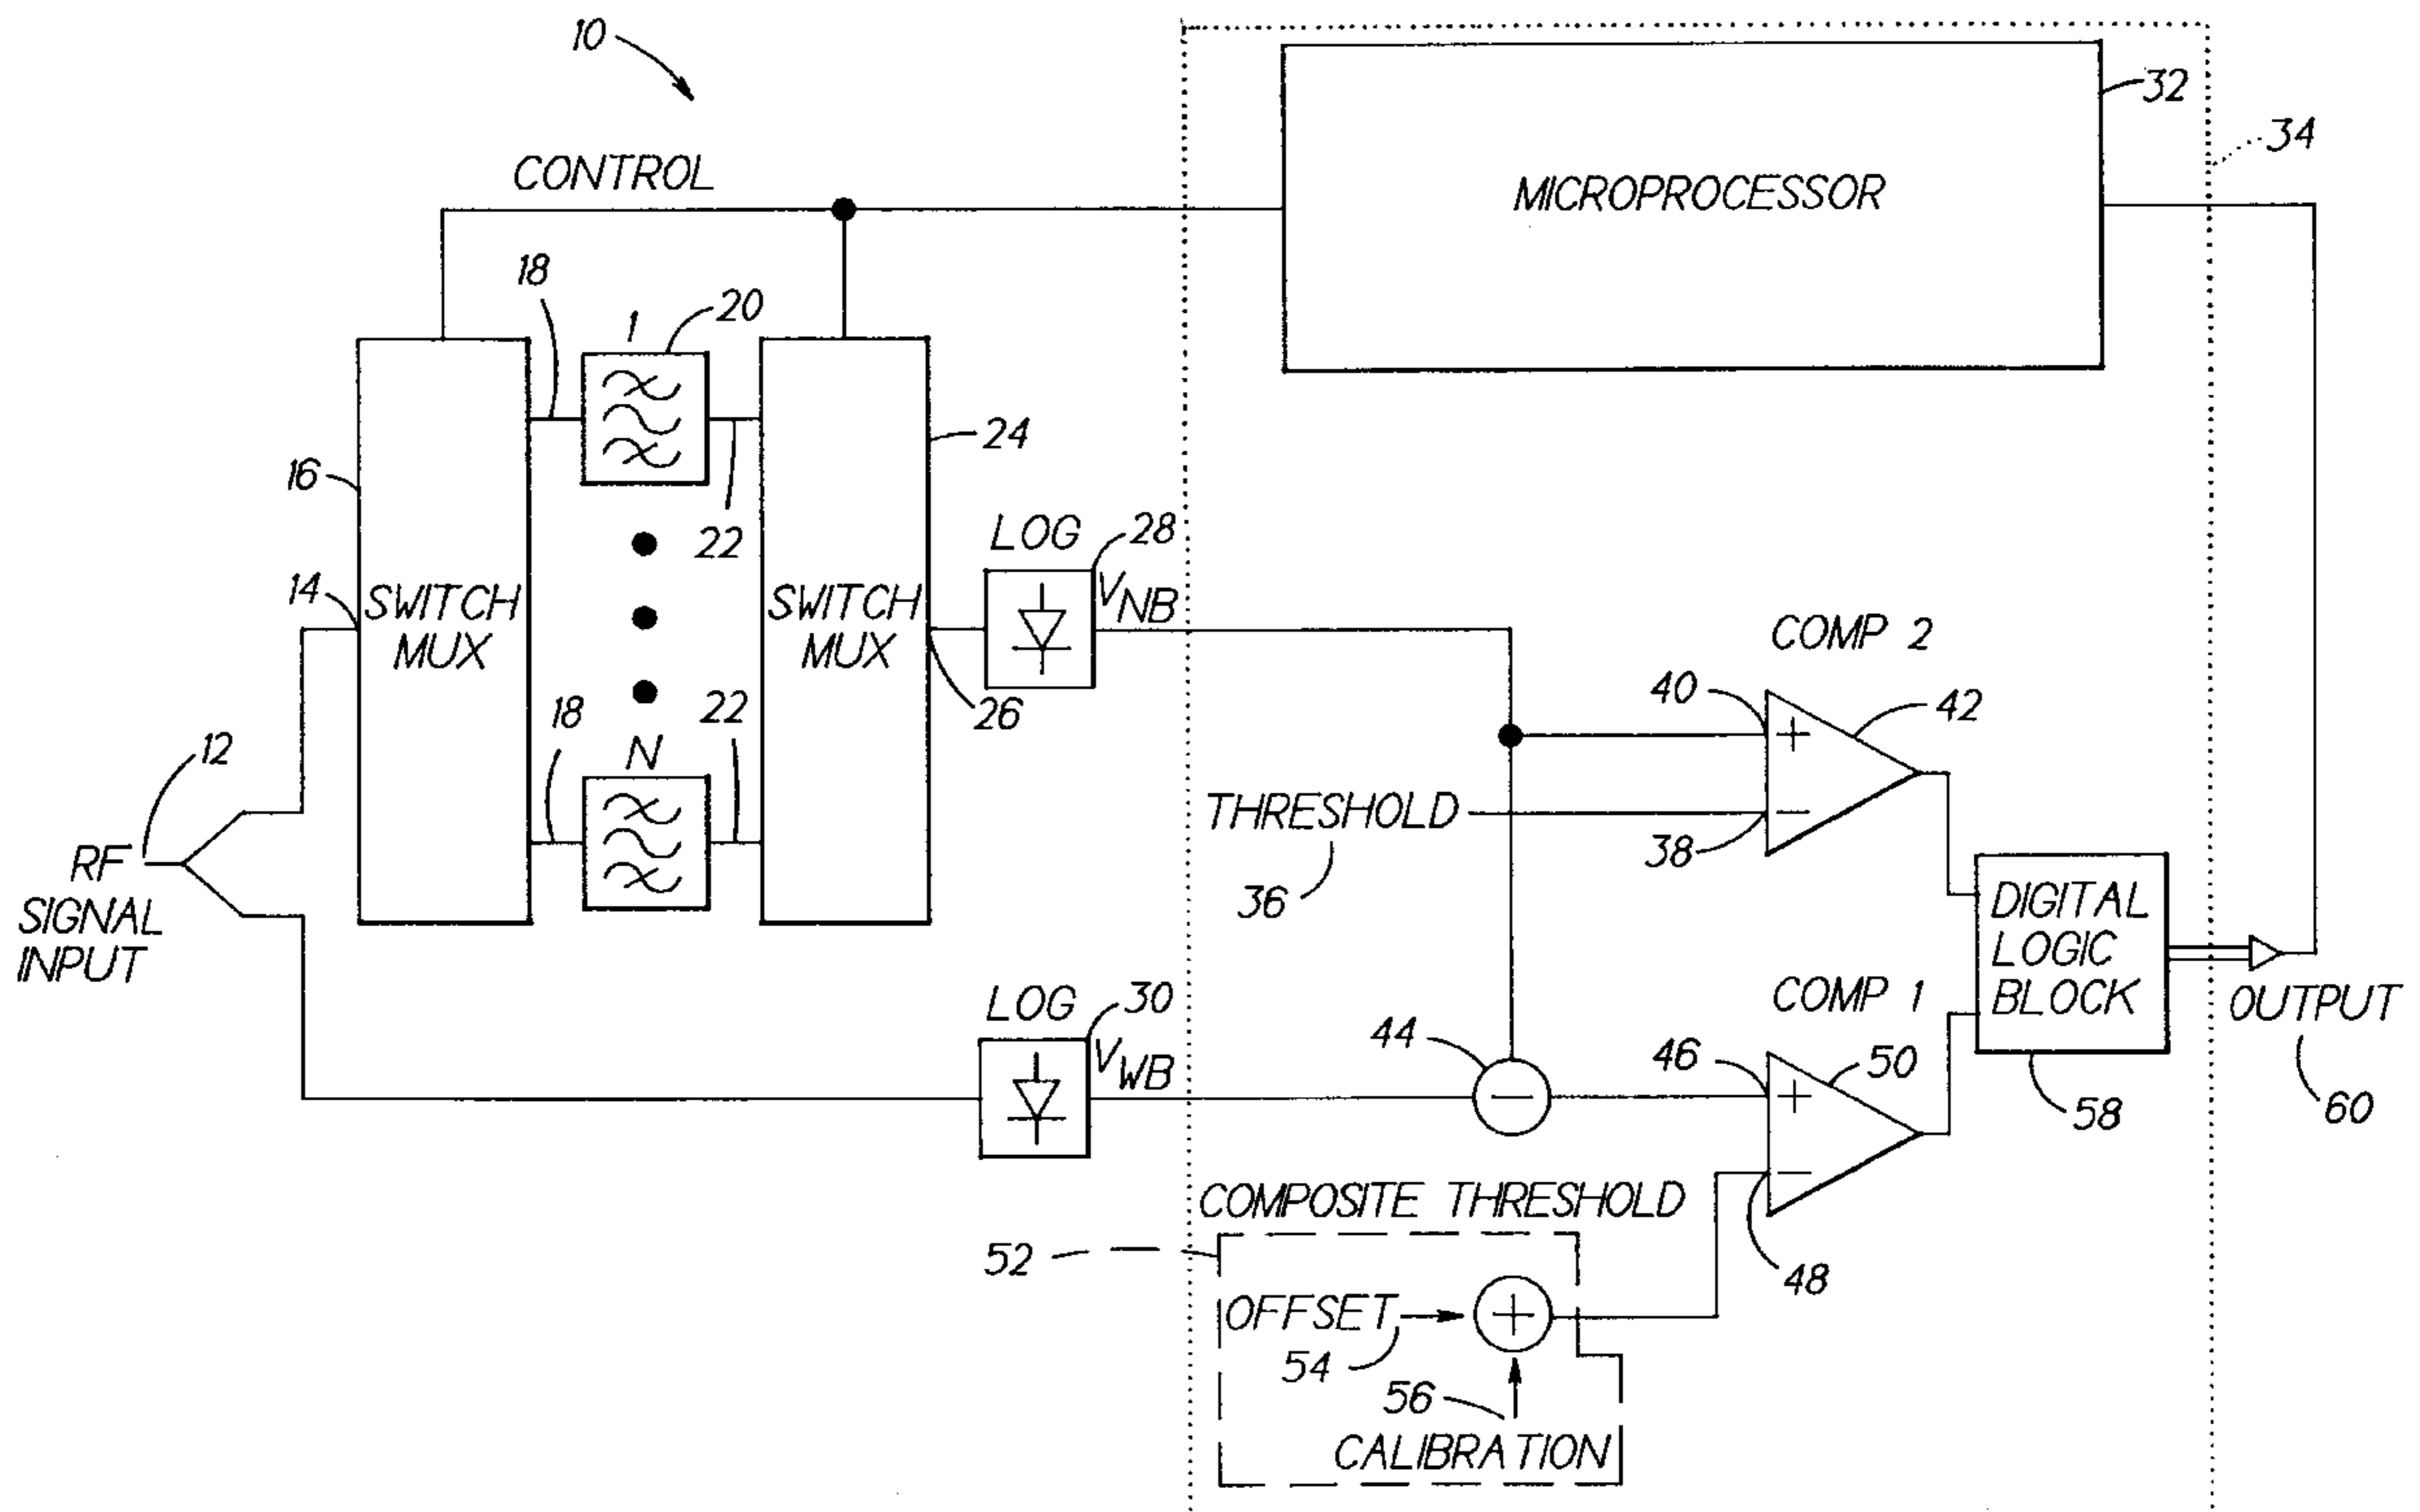 10
32
34
CONTROL
MICROPROCESSOR
18
1
20
24
16
22
LOG
28
14
SWITCH
MUX
SWITCH
MUX
VNB
COMP 2
40
42
26
12
18
N
22
THRESHOLD
38
36
RF
SIGNAL
INPUT
DIGITAL
LOGIC
BLOCK
LOG
30
VWB
COMP 1
OUTPUT
44
46
50
58
60
COMPOSITE THRESHOLD
52
48
OFFSET
54
56
CALIBRATION